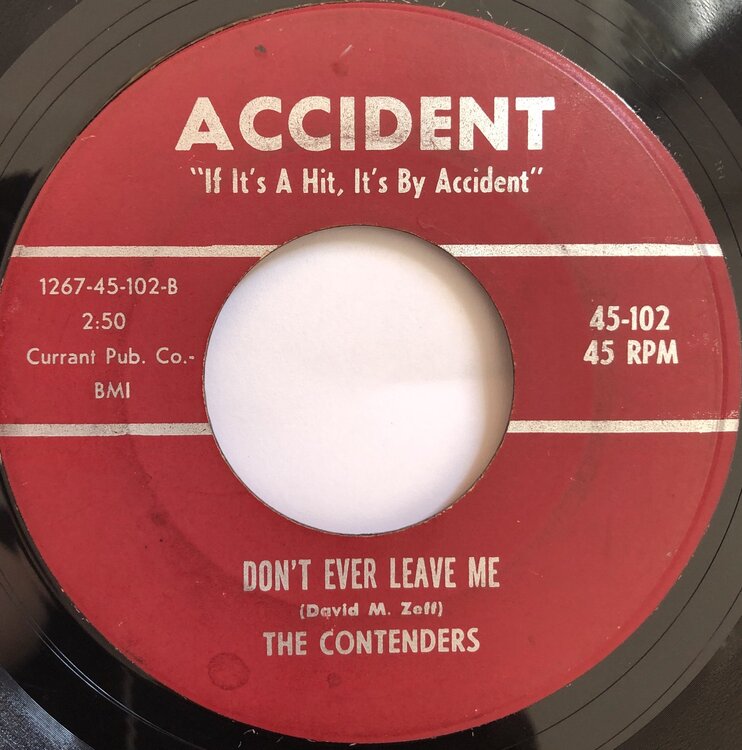 ACCIDENT
"If It's A Hit, It's By Accident"
1267-45-102-B
2:50
Currant Pub. Co.-
BMI
45-102
45 RPM
DON'T EVER LEAVE ME
(David M. Zeff)
THE CONTENDERS